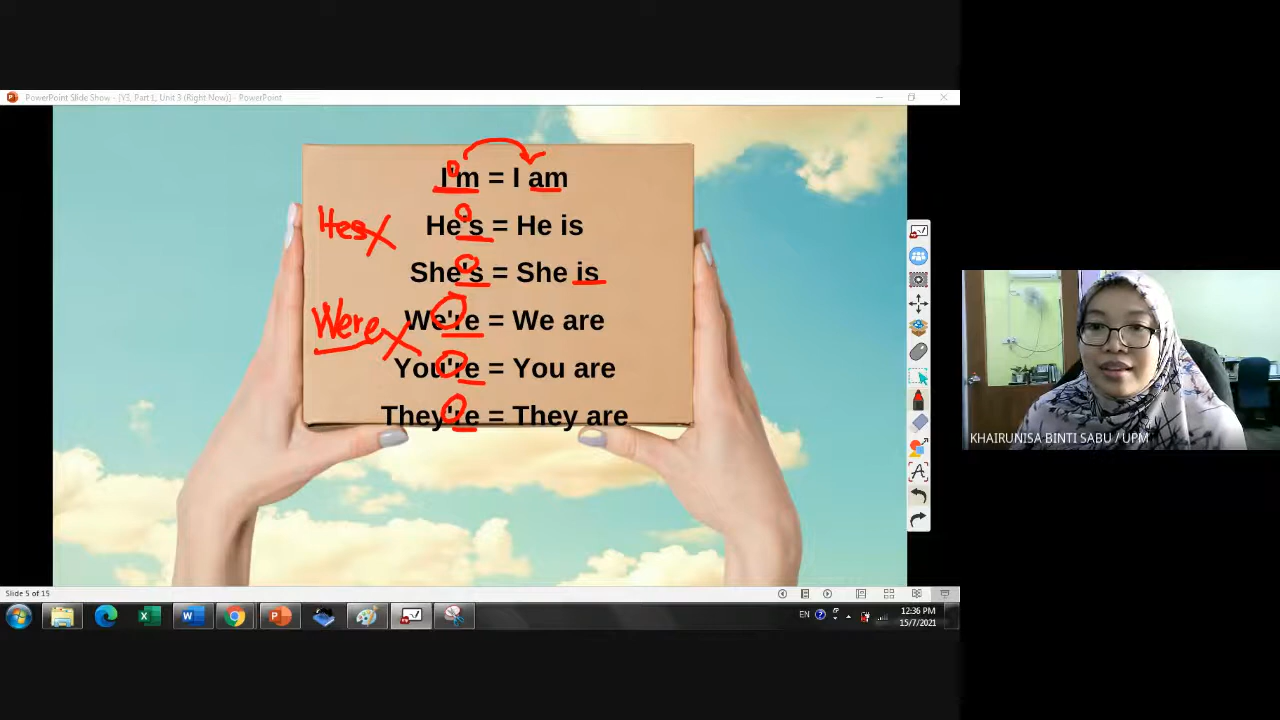 PowerPoint Slide Show - [Y3, Part 1, Unit 3 (Right Now)] - PowerPoint
I'm = I am
Hes
He's = He is
She's = She is
Were
We're = We are
You're = You are
They're = They are
KHAIRUNISA BINTI SABU / UPM
Slide 5 of 15
EN
12:36 PM
15/7/2021